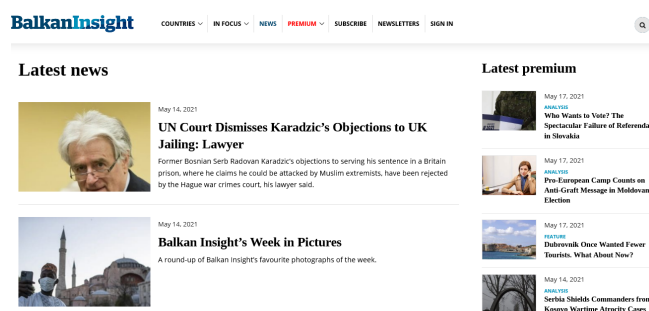 BalkanInsight
COUNTRIES
IN FOCUS
NEWS
PREMIUM
SUBSCRIBE
NEWSLETTERS
SIGN IN
Latest news
May 14, 2021
UN Court Dismisses Karadzic's Objections to UK
Jailing: Lawyer
Former Bosnian Serb Radovan Karadzic's objections to serving his sentence in a Britain
prison, where he claims he could be attacked by Muslim extremists, have been rejected
by the Hague war crimes court, his lawyer said.
May 14, 2021
Balkan Insight's Week in Pictures
A round-up of Balkan Insight's favourite photographs of the week.
Latest premium
May 17, 2021
ANALYSIS
Who Wants to Vote? The
Spectacular Failure of Referenda
in Slovakia
May 17, 2021
ANALYSIS
Pro-European Camp Counts on
Anti-Graft Message in Moldovan
Election
May 17, 2021
FEATURE
Dubrovnik Once Wanted Fewer
Tourists. What About Now?
May 14, 2021
ANALYSIS
Serbia Shields Commanders from
Kosovo Wartime Atrocity Cases